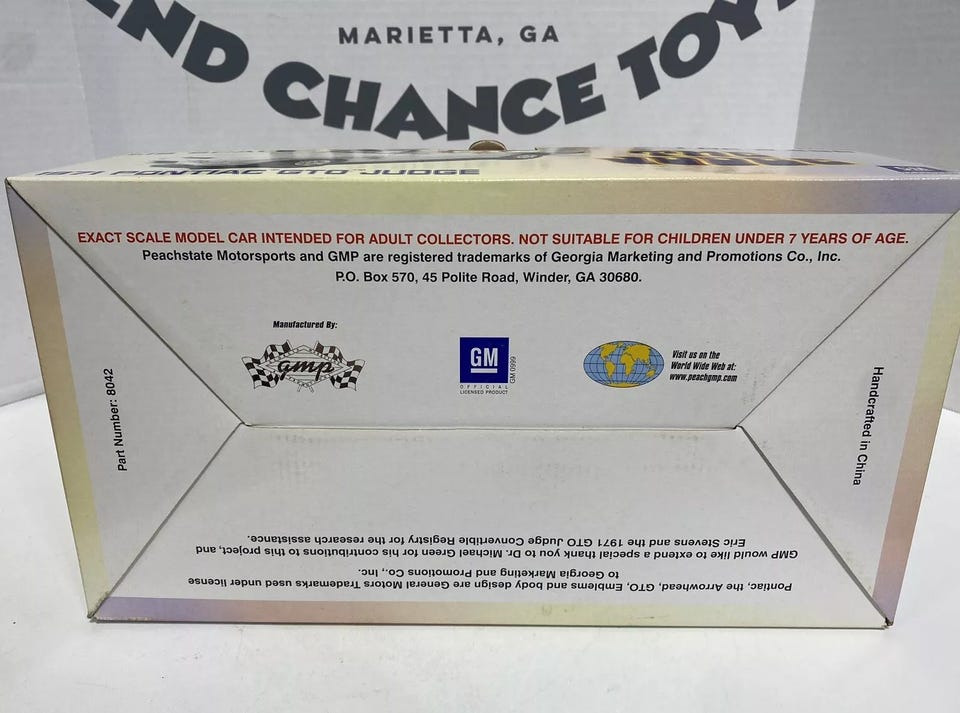 MARIETTA, GA
ND CHANCE TOY
1971 PONTIAC GTO JUDGE
EXACT SCALE MODEL CAR INTENDED FOR ADULT COLLECTORS. NOT SUITABLE FOR CHILDREN UNDER 7 YEARS OF AGE.
Peachstate Motorsports and GMP are registered trademarks of Georgia Marketing and Promotions Co., Inc.
P.O. Box 570, 45 Polite Road, Winder, GA 30680.
Manufactured By:
gmp
GM
OFFICIAL
LICENSED PRODUCT
GM 0999
Visit us on the
World Wide Web at:
www.peachgmp.com
Part Number: 8042
Handcrafted in China
Pontiac, the Arrowhead, GTO, Emblems and body design are General Motors Trademarks used under license
to Georgia Marketing and Promotions Co., Inc.
GMP would like to extend a special thank you to Dr. Michael Green for his contributions to this project, and
Eric Stevens and the 1971 GTO Judge Convertible Registry for the research assistance.